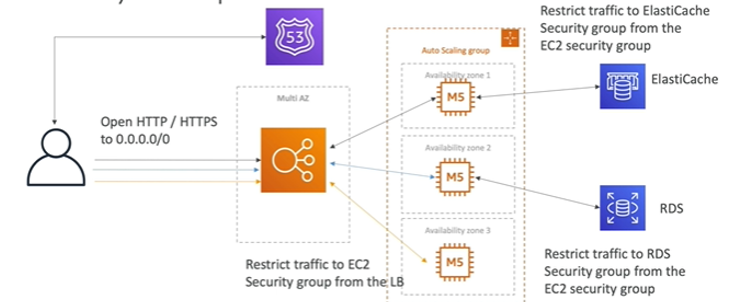 Restrict traffic to ElastiCache
Security group from the
EC2 security group
53
Auto Scaling group
Availability zone 1
M5
ElastiCache
Multi AZ
Open HTTP / HTTPS
to 0.0.0.0/0
Availability zone 2
M5
RDS
Availability zone 3
M5
Restrict traffic to EC2
Security group from the LB
Restrict traffic to RDS
Security group from the
EC2 security group